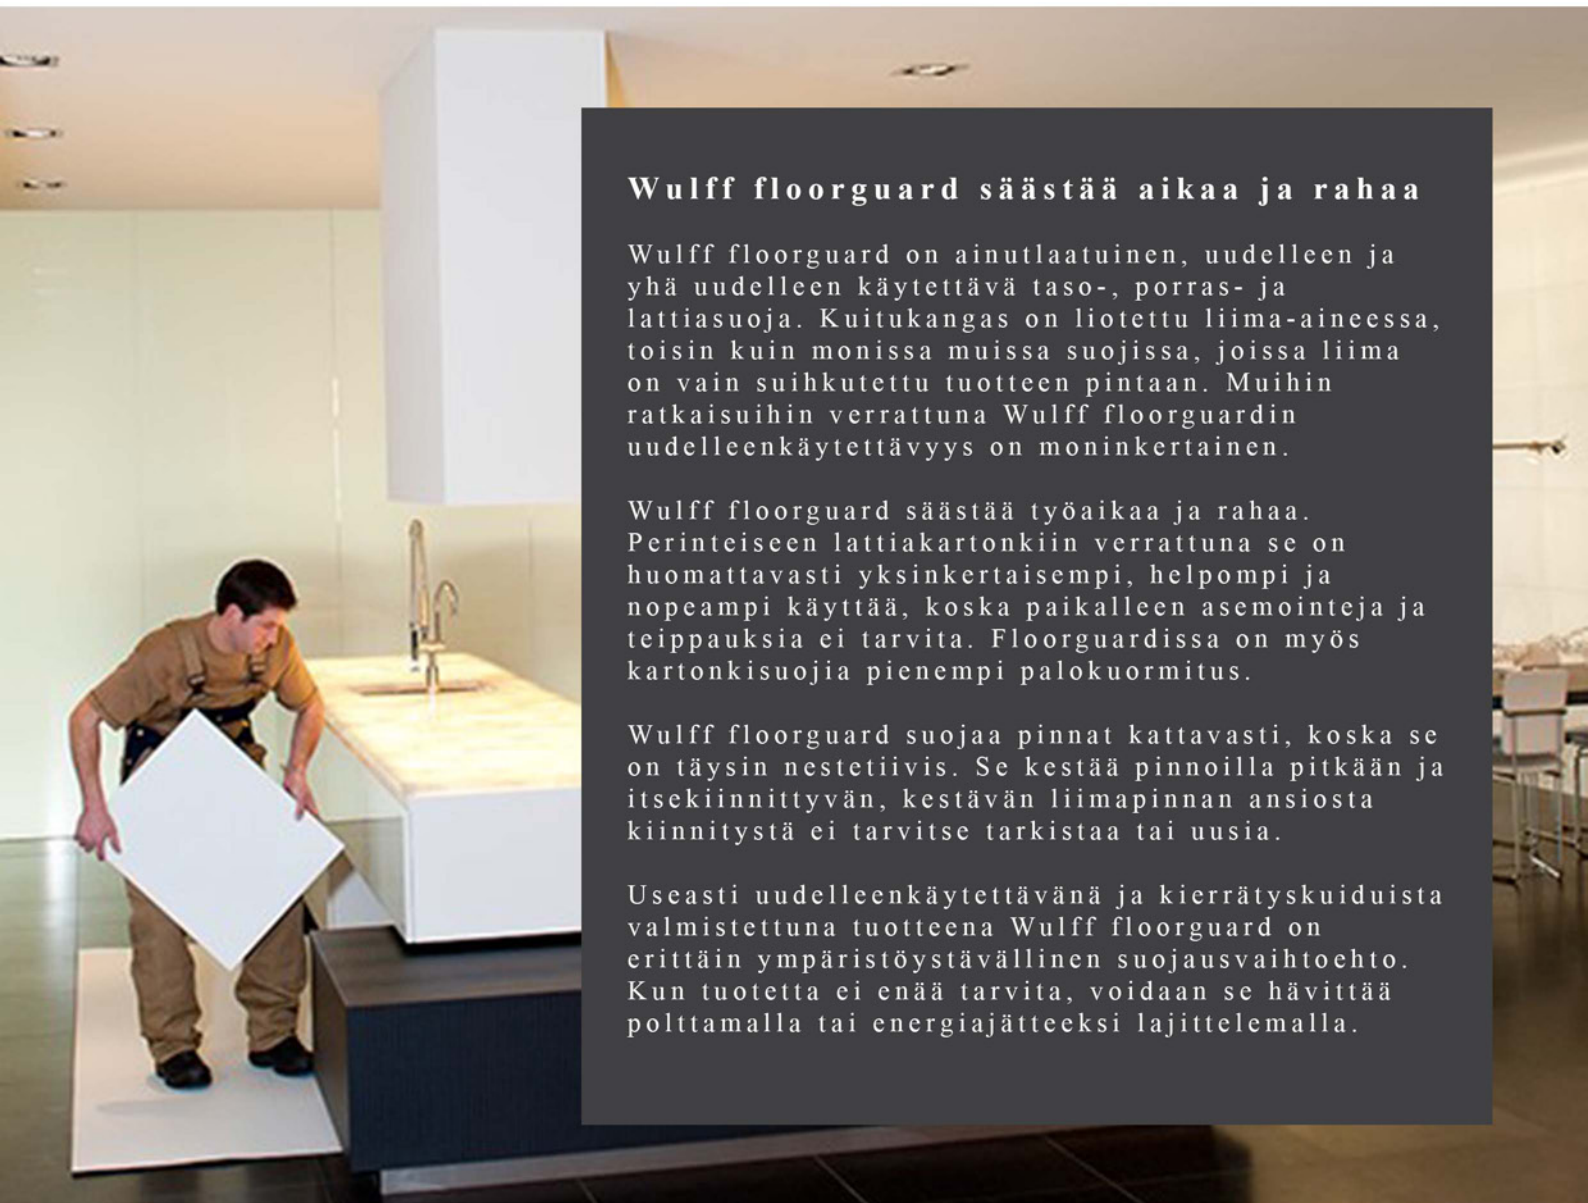 Wulff floorguard säästää aikaa ja rahaa
Wulff floorguard on ainutlaatuinen, uudelleen ja
yhä uudelleen käytettävä taso-, porras- ja
lattiasuoja. Kuitukangas on liotettu liima-aineessa,
toisin kuin monissa muissa suojissa, joissa liima
on vain suihkutettu tuotteen pintaan. Muihin
ratkaisuihin verrattuna Wulff floorguardin
uudelleenkäytettävyys on moninkertainen.
Wulff floorguard säästää työaikaa ja rahaa.
Perinteiseen lattiakartonkiin verrattuna se on
huomattavasti yksinkertaisempi, helpompi ja
nopeampi käyttää, koska paikalleen asemointeja ja
teippauksia ei tarvita. Floorguardissa on myös
kartonkisuojia pienempi palokuormitus.
Wulff floorguard suojaa pinnat kattavasti, koska se
on täysin nestetiivis. Se kestää pinnoilla pitkään ja
itsekiinnittyvän, kestävän liimapinnan ansiosta
kiinnitystä ei tarvitse tarkistaa tai uusia.
Useasti uudelleenkäytettävänä ja kierrätyskuiduista
valmistettuna tuotteena Wulff floorguard on
erittäin ympäristöystävällinen suojausvaihtoehto.
Kun tuotetta ei enää tarvita, voidaan se hävittää
polttamalla tai energiajätteeksi lajittelemalla.